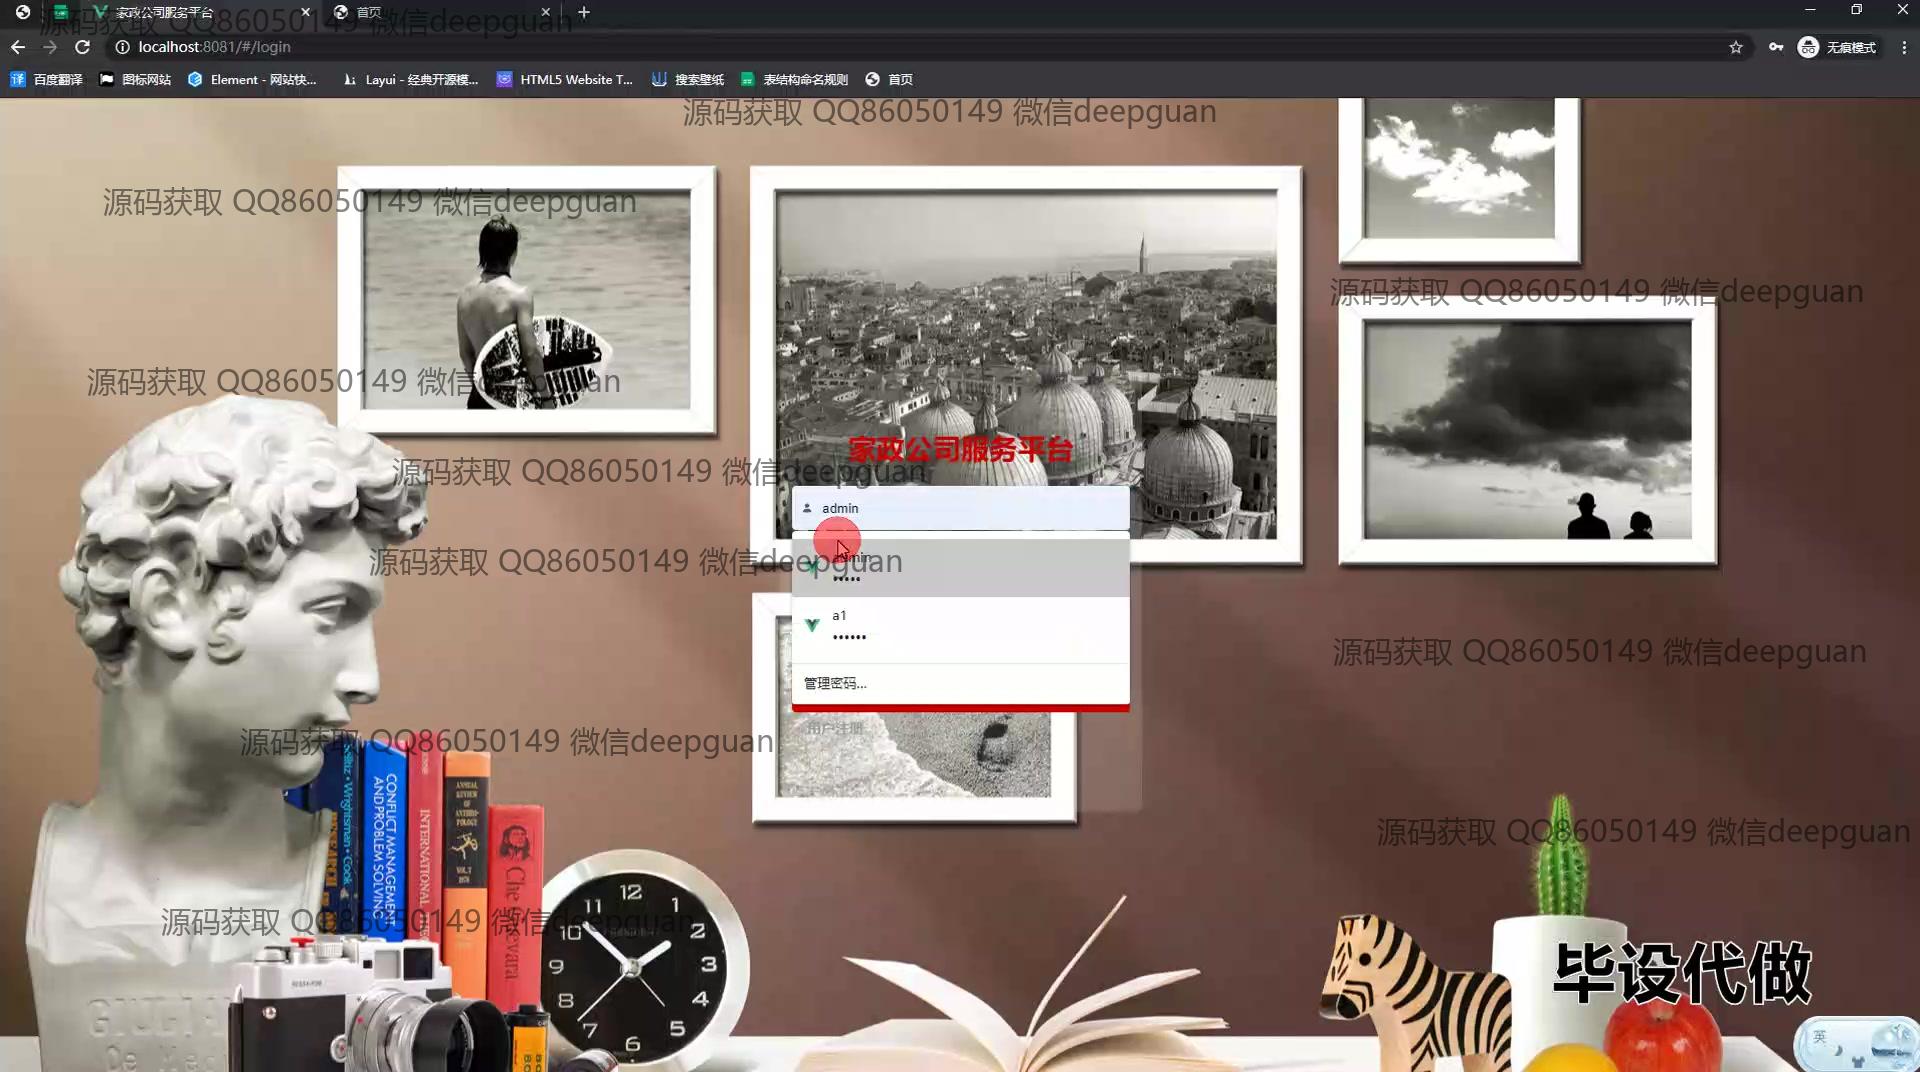 家政公司服务平台
首页
源码获取 QQ86050149 微信deepguan
localhost:8081/#/login
无痕模式
百度翻译
图标网站
Element - 网站快...
Layui - 经典开源模...
HTML5 Website T...
搜索壁纸
表结构命名规则
首页
源码获取 QQ86050149 微信deepguan
源码获取 QQ86050149 微信deepguan
源码获取 QQ86050149 微信deepguan
源码获取 QQ86050149 微信deepguan
家政公司服务平台
源码获取 QQ86050149 微信deepguan
admin
源码获取 QQ86050149 微信deepguan
admin
•••••
a1
••••••
源码获取 QQ86050149 微信deepguan
管理密码...
用户注册
源码获取 QQ86050149 微信deepguan
源码获取 QQ86050149 微信deepguan
CONFLICT MANAGEMENT
AND PROBLEM SOLVING
INTERNATIONAL
ANNUAL
REVIEW
OF
ANTHRO-
POLOGY
Che Guevara
源码获取 QQ86050149 微信deepguan
12
1
2
3
4
5
6
7
8
9
10
11
毕设代做
英